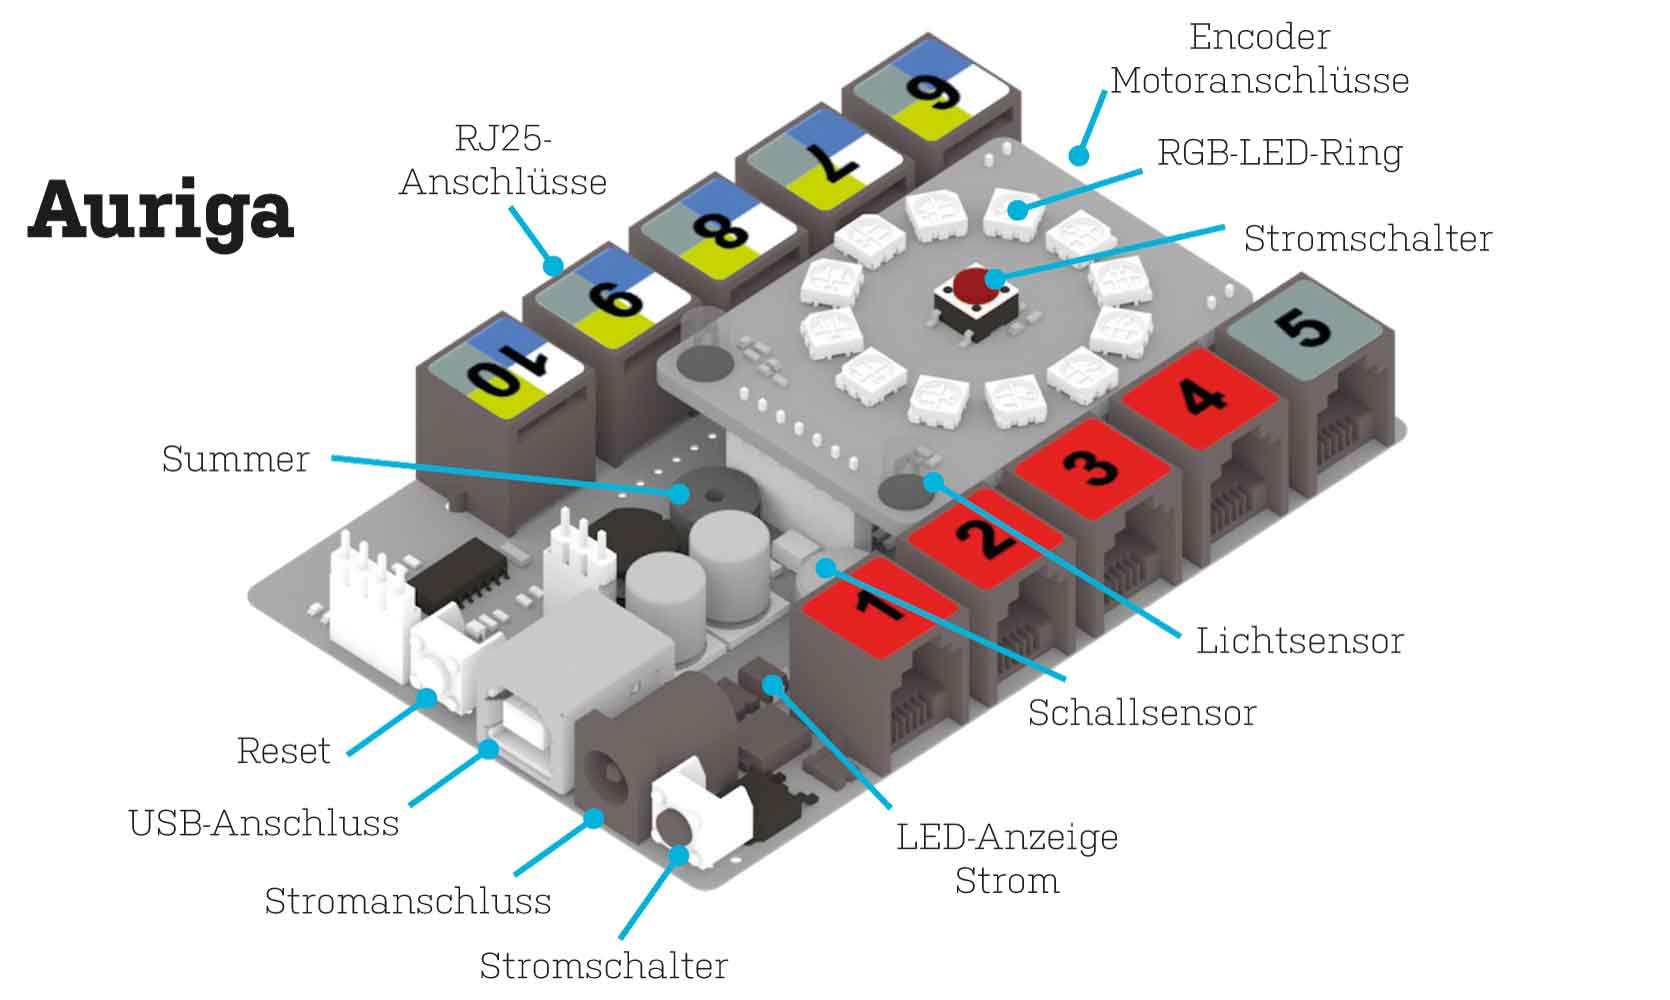 Auriga
Encoder
Motoranschlüsse
RJ25-
Anschlüsse
RGB-LED-Ring
Stromschalter
6
7
8
9
10
5
4
3
2
1
Summer
Lichtsensor
Schallsensor
Reset
USB-Anschluss
LED-Anzeige
Strom
Stromanschluss
Stromschalter